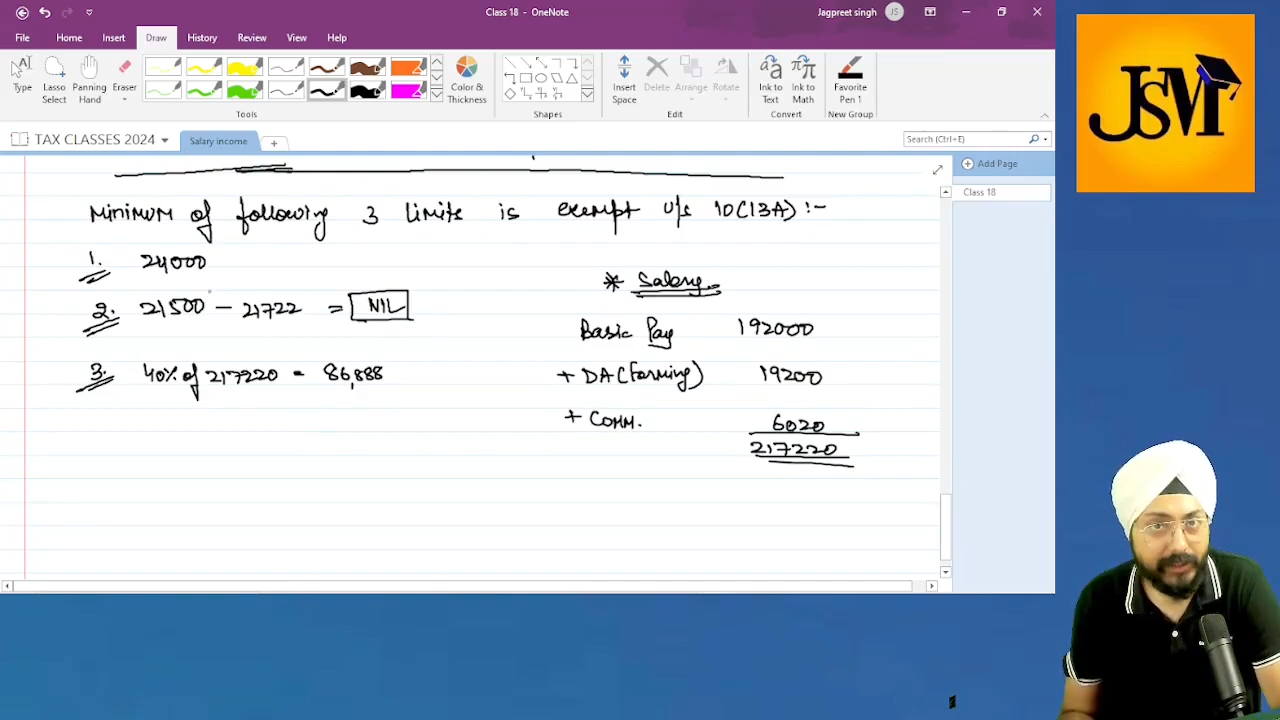 Class 18 - OneNote
Jagpreet singh JS
File Home Insert Draw History Review View Help
Type Lasso Select Panning Hand Eraser Color & Thickness Insert Space Delete Arrange Rotate Ink to Text Ink to Math Favorite Pen 1
Tools Shapes Edit Convert New Group
TAX CLASSES 2024 Salary income + Search (Ctrl+E)
Add Page
Class 18
Minimum of following 3 limits is exempt u/s 10(13A) :-
1. 24000
2. 21500 - 21722 = NIL
3. 40% of 217220 = 86,888
* Salary
Basic Pay 192000
+ DA (Forming) 19200
+ Comm. 6020
217220
JSM